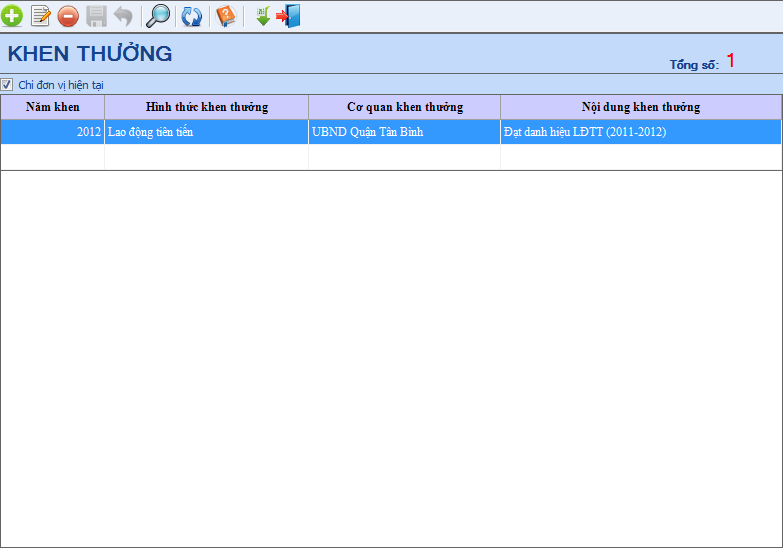 KHEN THƯỞNG
Tổng số: 1
Chỉ đơn vị hiện tại
Năm khen Hình thức khen thưởng Cơ quan khen thưởng Nội dung khen thưởng
2012 Lao động tiên tiến UBND Quận Tân Bình Đạt danh hiệu LĐTT (2011-2012)